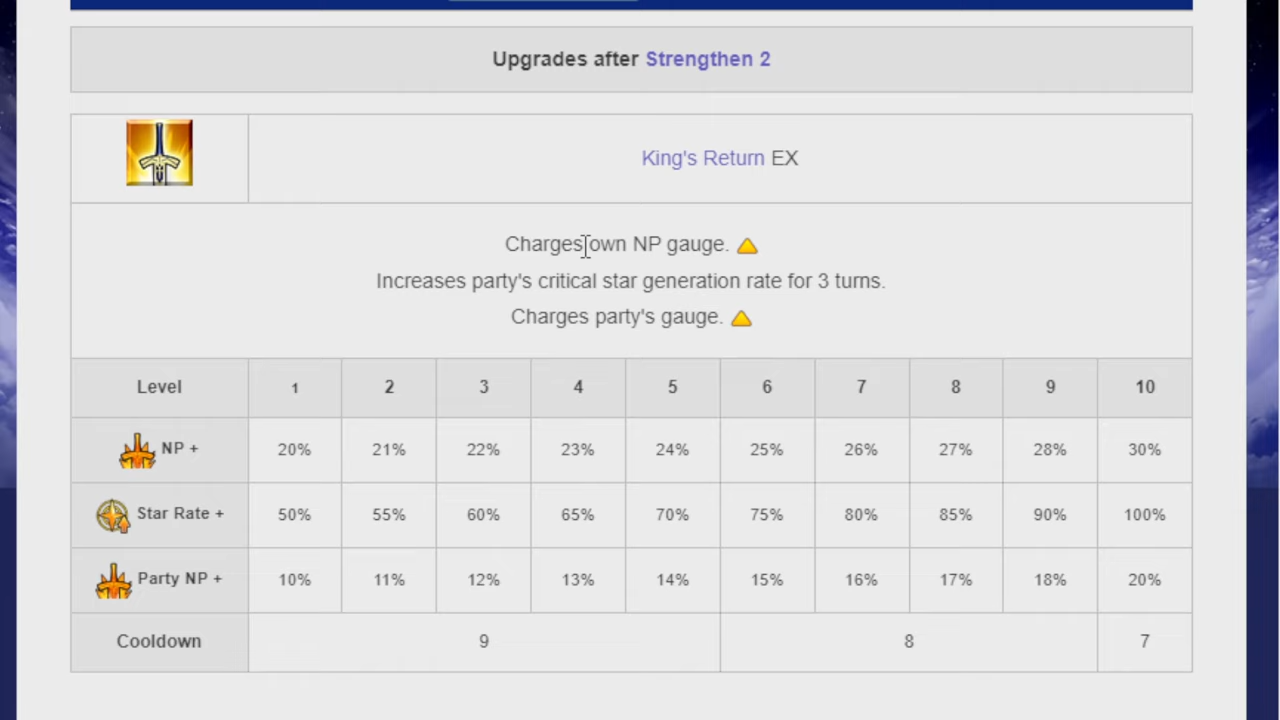 Upgrades after Strengthen 2
King's Return EX
Charges own NP gauge.
Increases party's critical star generation rate for 3 turns.
Charges party's gauge.
Level 1 2 3 4 5 6 7 8 9 10
NP + 20% 21% 22% 23% 24% 25% 26% 27% 28% 30%
Star Rate + 50% 55% 60% 65% 70% 75% 80% 85% 90% 100%
Party NP + 10% 11% 12% 13% 14% 15% 16% 17% 18% 20%
Cooldown 9 8 7